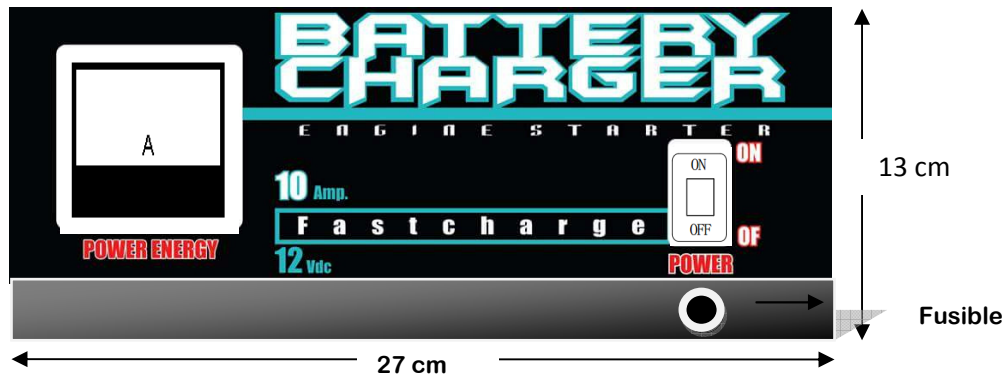 BATTERY
CHARGER
ENGINE STARTER
A
10 Amp.
Fastcharge
12 Vdc
POWER ENERGY
ON
OFF
ON
OF
POWER
13 cm
Fusible
27 cm